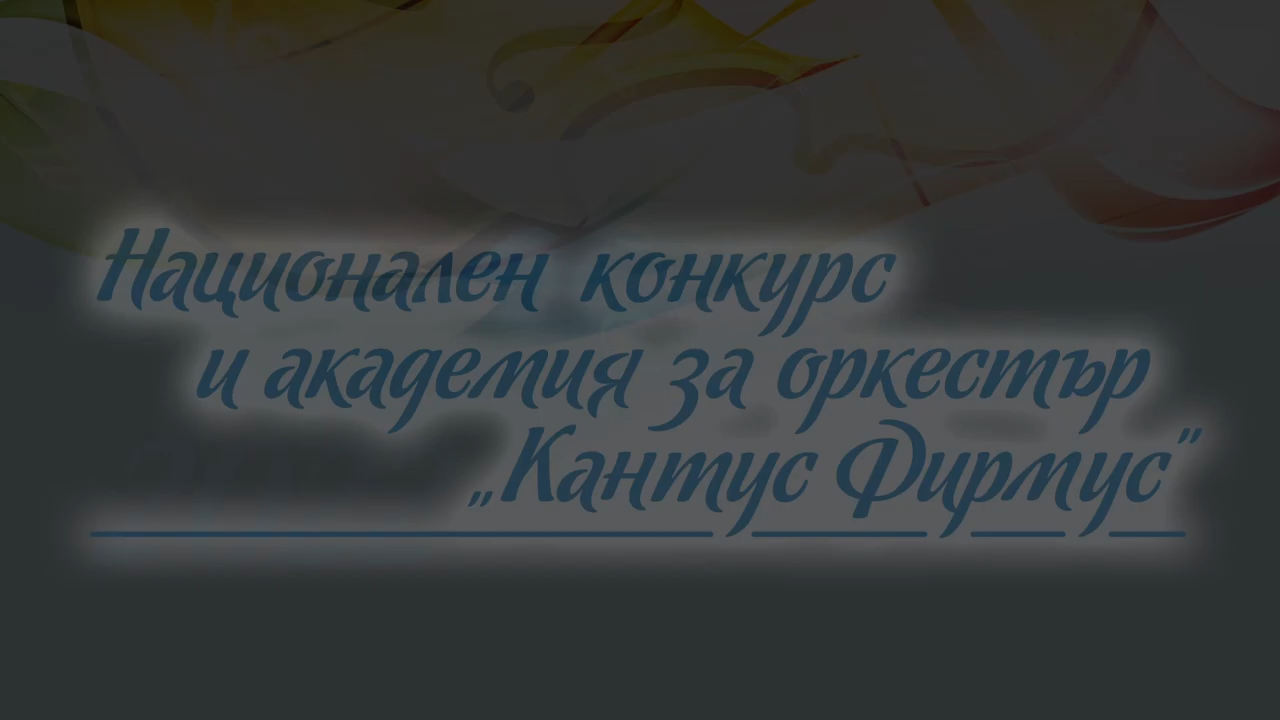 Национален конкурс
и академия за оркестър
„Кантус Фирмус"